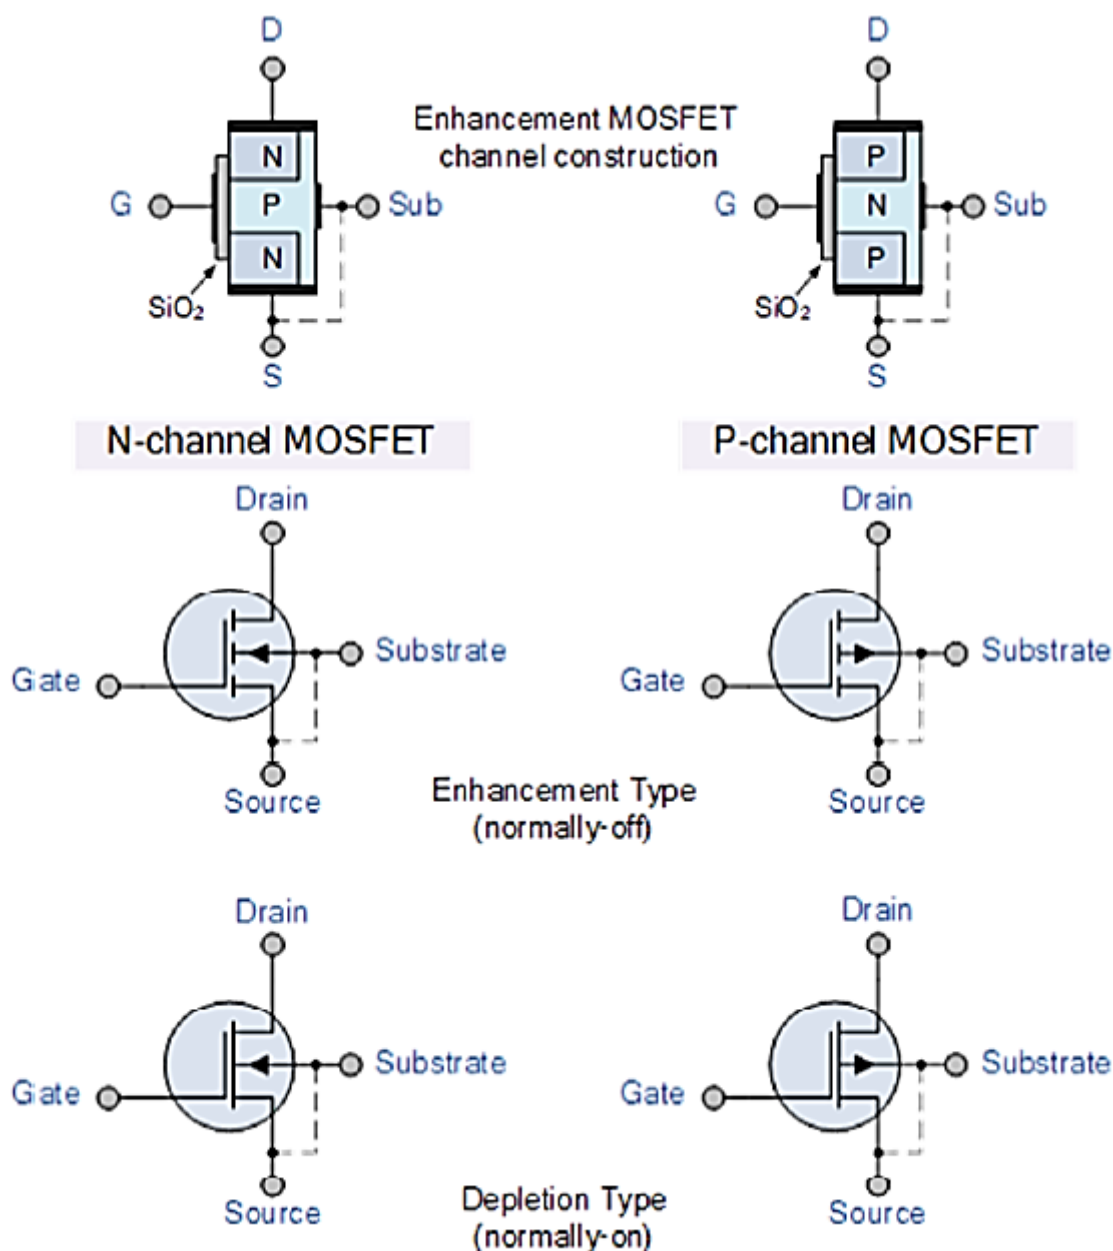 D
D
Enhancement MOSFET
channel construction
N
P
G
P
Sub
G
N
Sub
N
P
SiO₂
SiO₂
S
S
N-channel MOSFET
P-channel MOSFET
Drain
Drain
Substrate
Substrate
Gate
Gate
Source
Source
Enhancement Type
(normally-off)
Drain
Drain
Substrate
Substrate
Gate
Gate
Source
Source
Depletion Type
(normally-on)